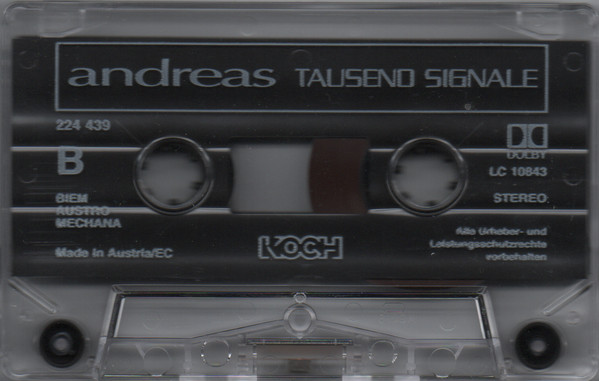 andreas TAUSEND SIGNALE
224 439
B
DOLBY
LC 10843
STEREO
BIEM
AUSTRO
MECHANA
Made in Austria/EC
KOCH
Alle Urheber- und
Leistungsschutzrechte
vorbehalten